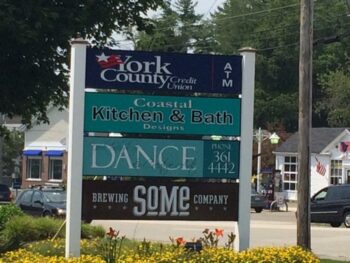 York
County Credit
Union
ATM
Coastal
Kitchen & Bath
Designs
DANCE
PHONE
361
4442
BREWING SOME COMPANY